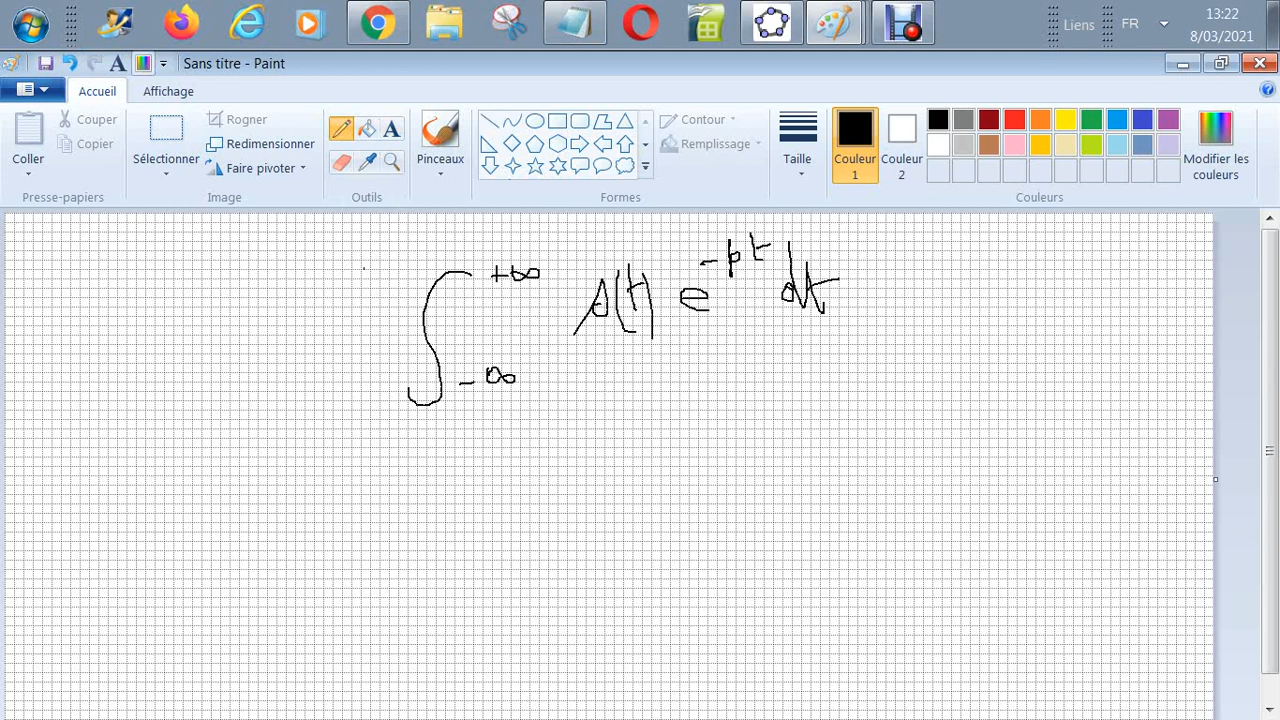 13:22
Liens FR
8/03/2021
Sans titre - Paint
Accueil Affichage
Coller
Couper
Copier
Presse-papiers
Sélectionner
Rogner
Redimensionner
Faire pivoter
Image
Outils
Pinceaux
Contour
Remplissage
Formes
Taille
Couleur 1
Couleur 2
Modifier les couleurs
Couleurs
∫ +∞ -∞ s(t) e^-pt dt